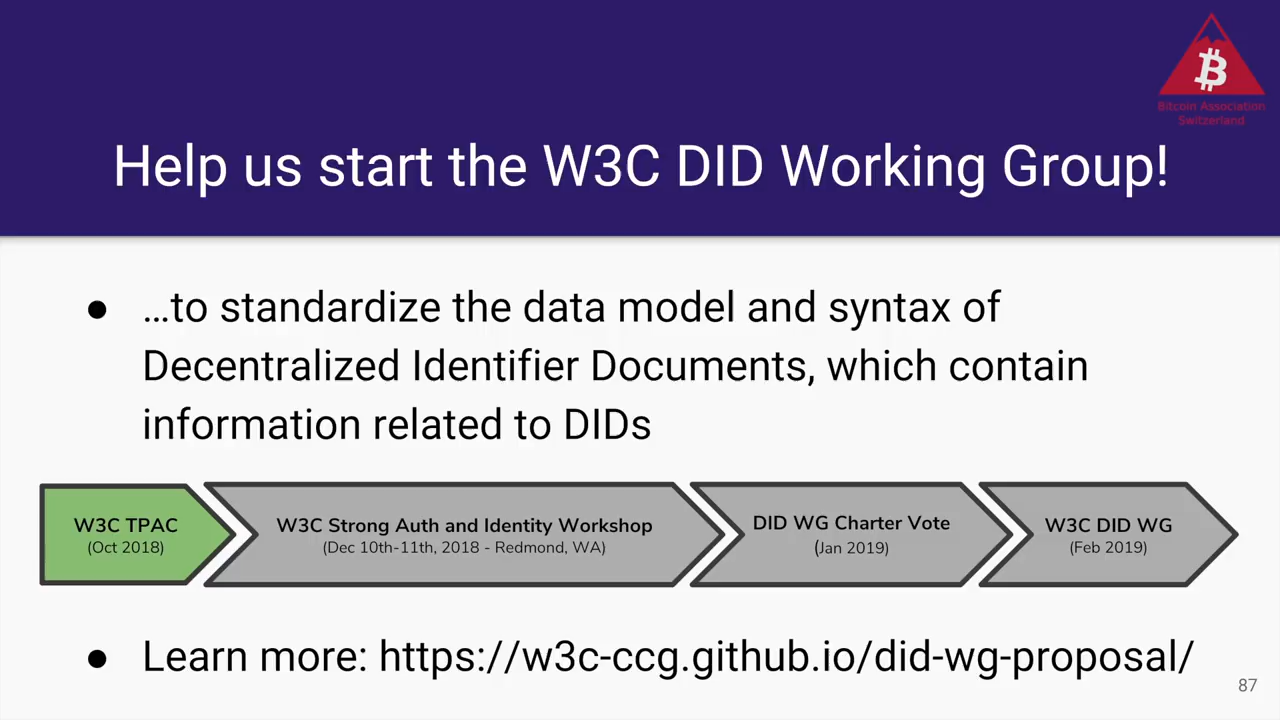 Bitcoin Association
Switzerland
Help us start the W3C DID Working Group!
● …to standardize the data model and syntax of
Decentralized Identifier Documents, which contain
information related to DIDs
W3C TPAC
(Oct 2018)
W3C Strong Auth and Identity Workshop
(Dec 10th-11th, 2018 - Redmond, WA)
DID WG Charter Vote
(Jan 2019)
W3C DID WG
(Feb 2019)
● Learn more: https://w3c-ccg.github.io/did-wg-proposal/
87